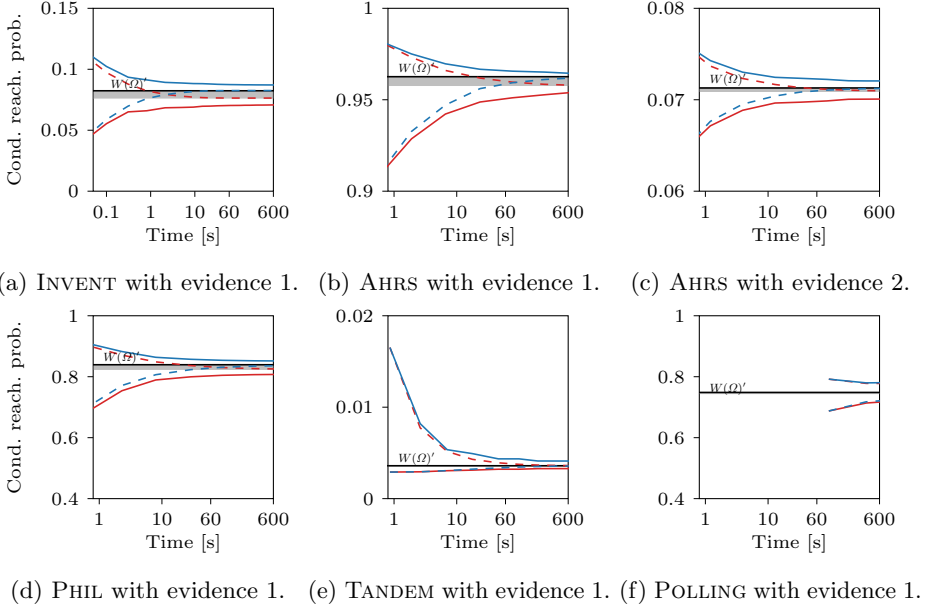 Cond. reach. prob.
0.15
0.1
0.05
0
W(Ω)′
0.1
1
10
60
600
Time [s]
1
0.95
0.9
W(Ω)′
1
10
60
600
Time [s]
0.08
0.07
0.06
W(Ω)′
1
10
60
600
Time [s]
(a) INVENT with evidence 1.
(b) AHRS with evidence 1.
(c) AHRS with evidence 2.
Cond. reach. prob.
1
0.8
0.6
0.4
W(Ω)′
1
10
60
600
Time [s]
0.02
0.01
0
W(Ω)′
1
10
60
600
Time [s]
1
0.8
0.6
0.4
W(Ω)′
1
10
60
600
Time [s]
(d) PHIL with evidence 1.
(e) TANDEM with evidence 1.
(f) POLLING with evidence 1.